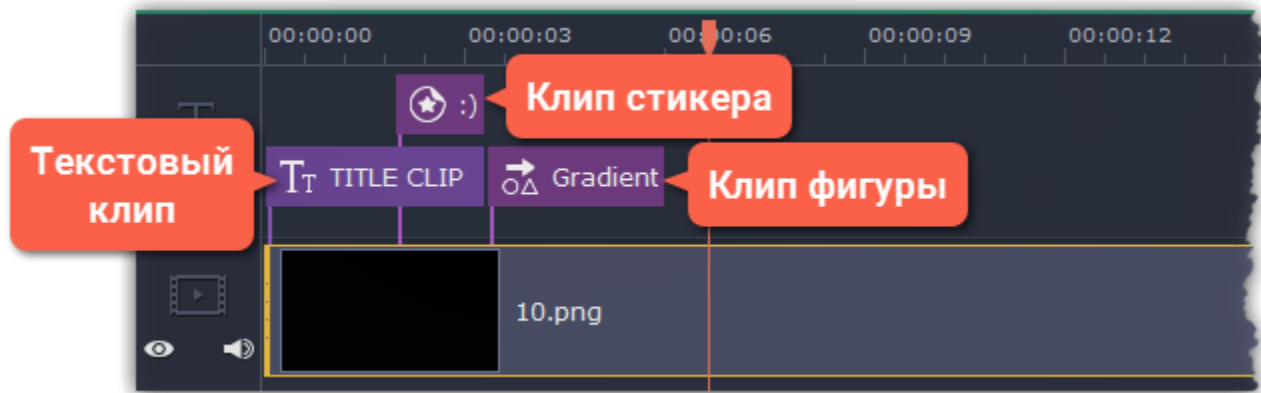 00:00:00 00:00:03 00:00:06 00:00:09 00:00:12
:) Клип стикера
Текстовый
клип
TT TITLE CLIP Gradient Клип фигуры
10.png